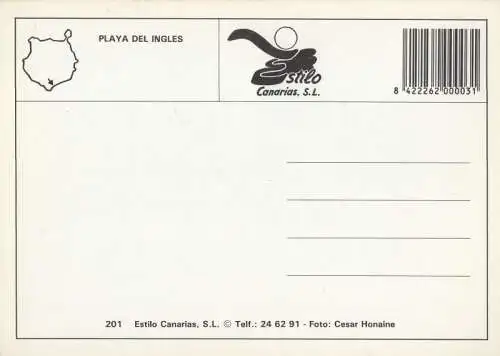 PLAYA DEL INGLES
Estilo
Canarias, S.L.
8 422262 000031
201 Estilo Canarias, S.L. © Telf.: 24 62 91 - Foto: Cesar Honaine